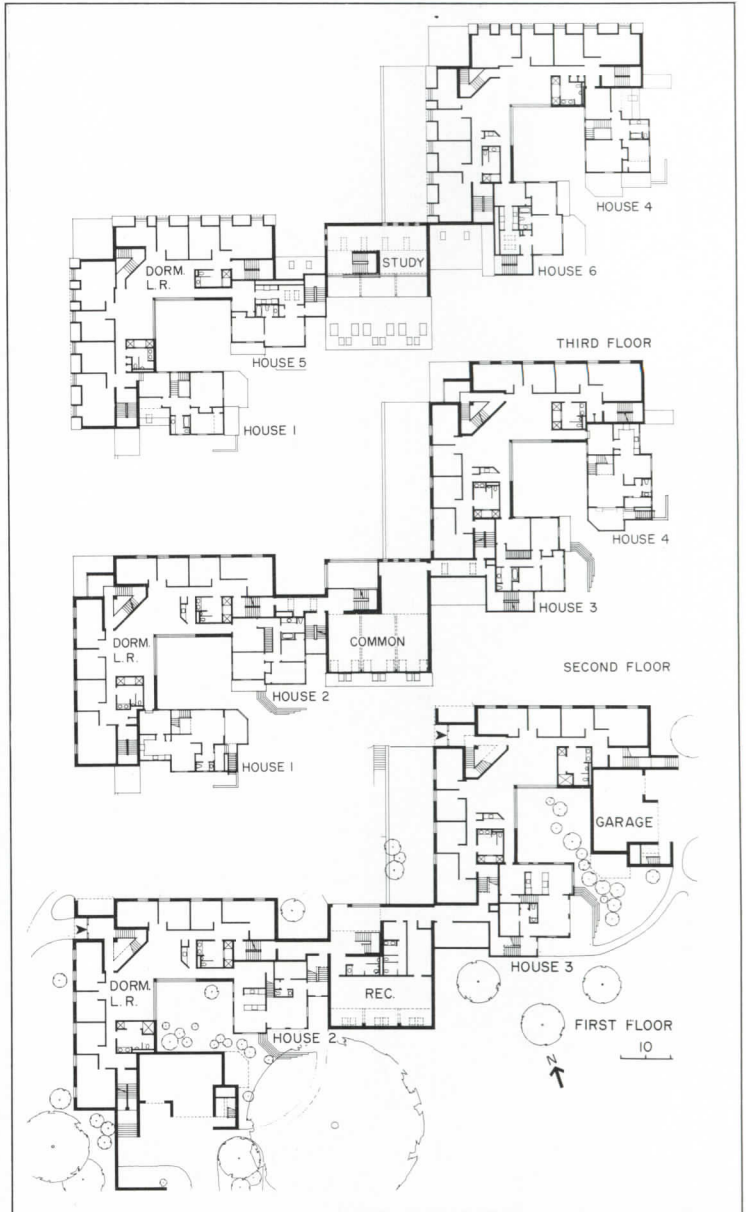 HOUSE 4
STUDY
HOUSE 6
DORM.
L.R.
THIRD FLOOR
HOUSE 5
HOUSE 1
HOUSE 4
HOUSE 3
COMMON
DORM.
L.R.
SECOND FLOOR
HOUSE 2
HOUSE 1
GARAGE
HOUSE 3
DORM.
L.R.
REC.
FIRST FLOOR
HOUSE 2
10
N